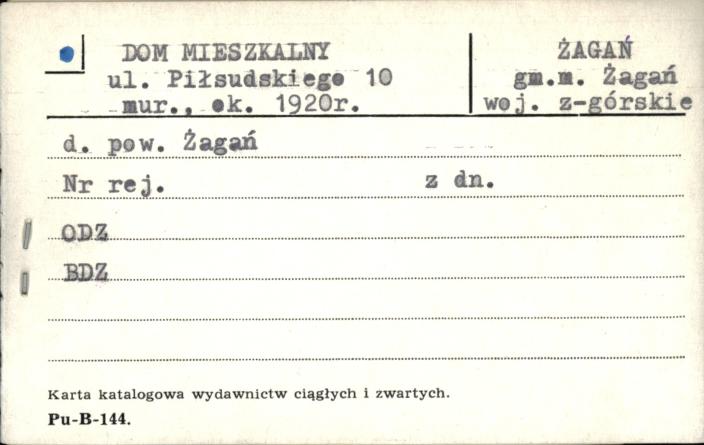 DOM MIESZKALNY
ul. Piłsudskiego 10
mur., ok. 1920r.
ŻAGAŃ
gm.m. Żagań
woj. z-górskie
d. pow. Żagań
Nr rej. z dn.
ODZ
BDZ
Karta katalogowa wydawnictw ciągłych i zwartych.
Pu-B-144.